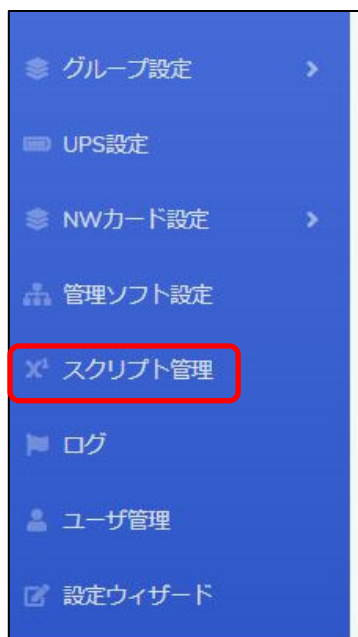 グループ設定
UPS設定
NWカード設定
管理ソフト設定
スクリプト管理
ログ
ユーザ管理
設定ウィザード